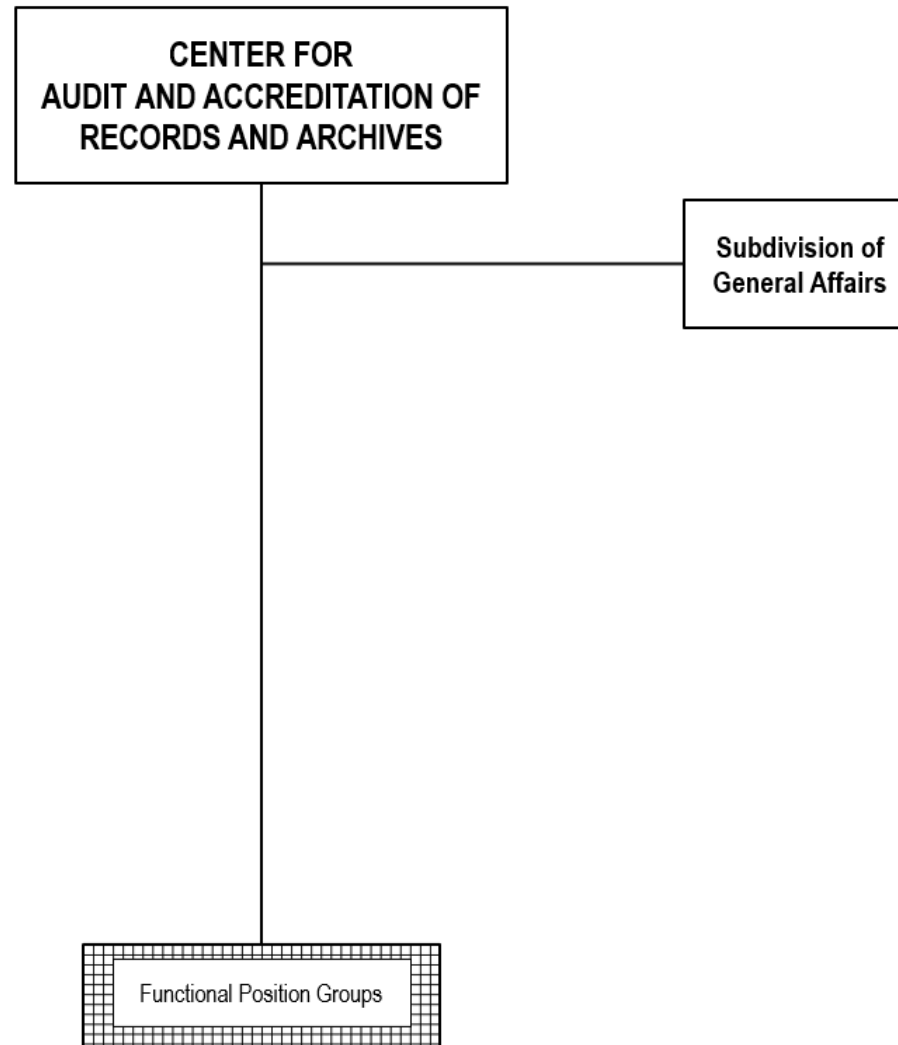 CENTER FOR
AUDIT AND ACCREDITATION OF
RECORDS AND ARCHIVES
Subdivision of
General Affairs
Functional Position Groups